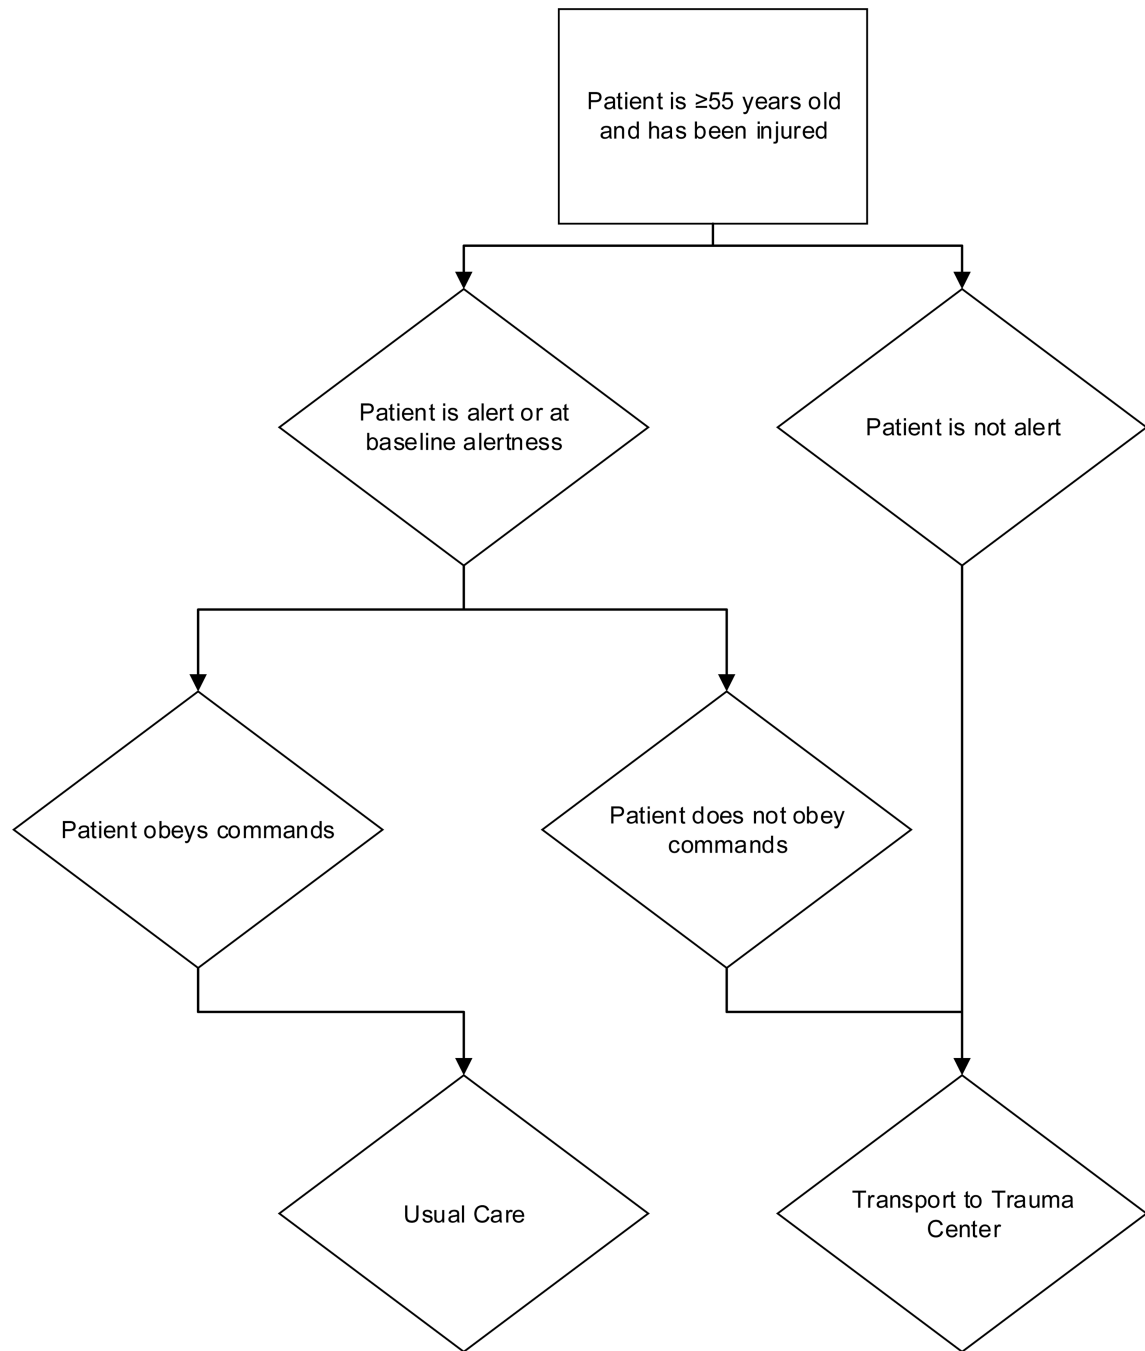 Patient is ≥55 years old
and has been injured
Patient is alert or at
baseline alertness
Patient is not alert
Patient obeys commands
Patient does not obey
commands
Usual Care
Transport to Trauma
Center